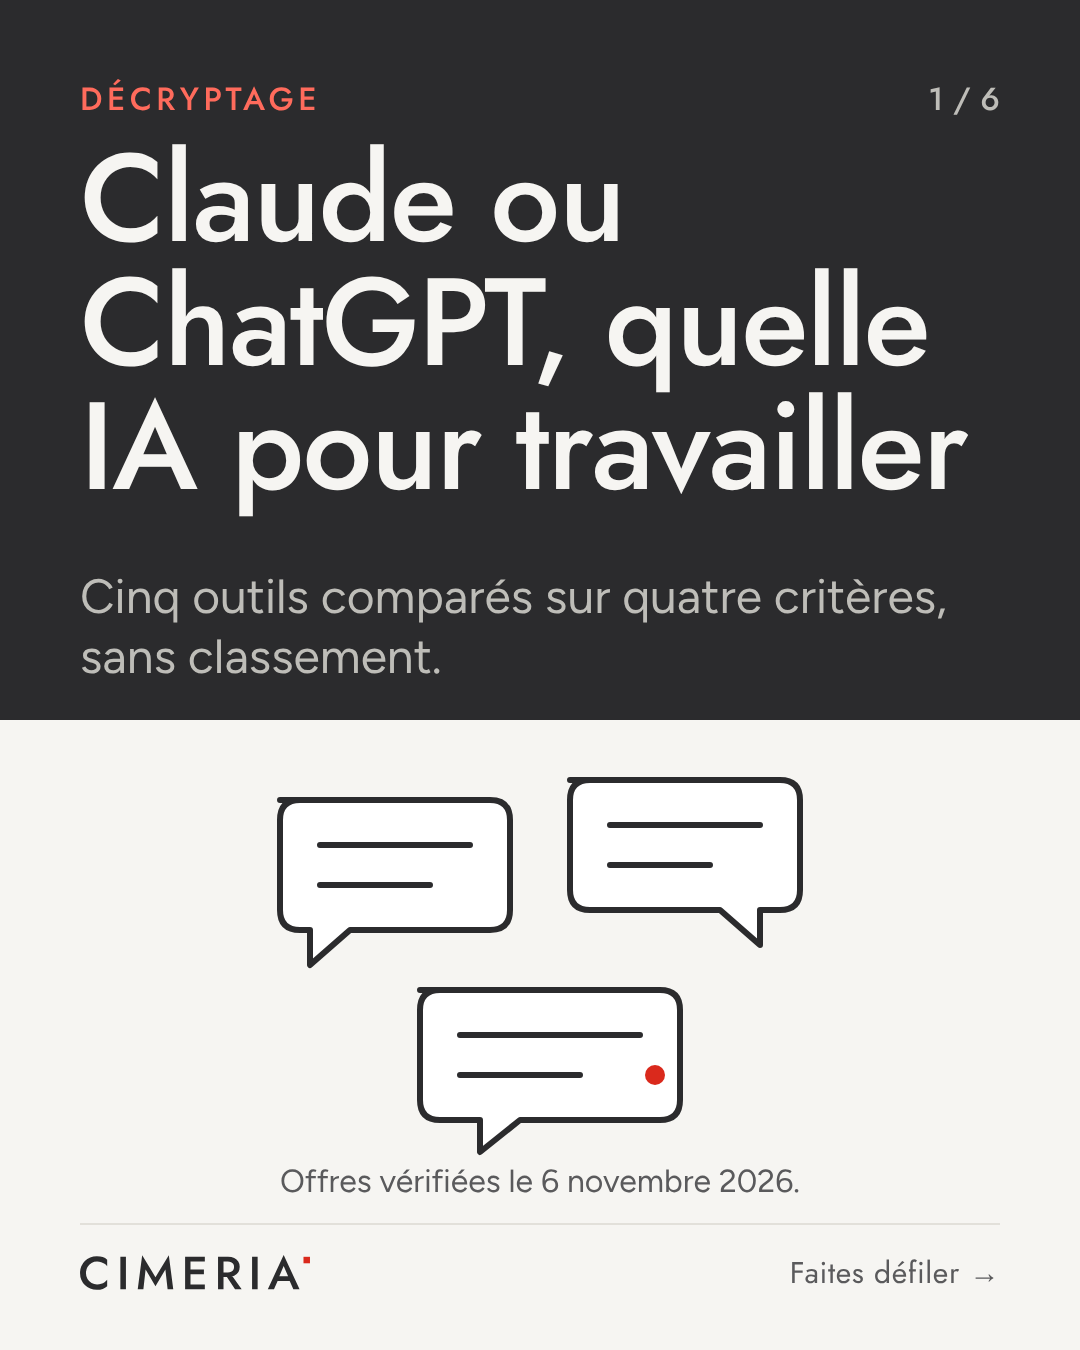 DÉCRYPTAGE
1 / 6
Claude ou
ChatGPT, quelle
IA pour travailler
Cinq outils comparés sur quatre critères,
sans classement.
Offres vérifiées le 6 novembre 2026.
CIMERIA
Faites défiler →